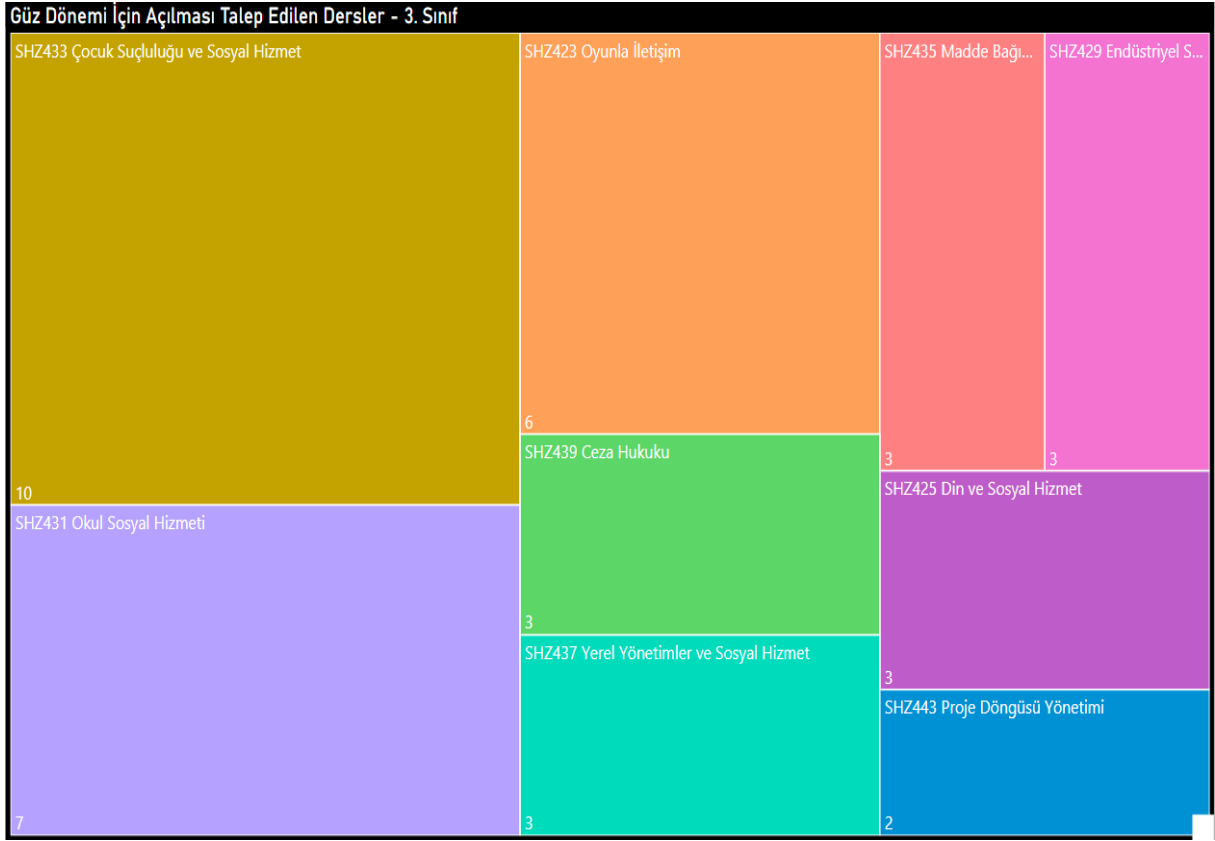 Güz Dönemi İçin Açılması Talep Edilen Dersler - 3. Sınıf
SHZ433 Çocuk Suçluluğu ve Sosyal Hizmet
10
SHZ431 Okul Sosyal Hizmeti
7
SHZ423 Oyunla İletişim
6
SHZ439 Ceza Hukuku
3
SHZ437 Yerel Yönetimler ve Sosyal Hizmet
3
SHZ435 Madde Bağı...
3
SHZ429 Endüstriyel S...
3
SHZ425 Din ve Sosyal Hizmet
3
SHZ443 Proje Döngüsü Yönetimi
2